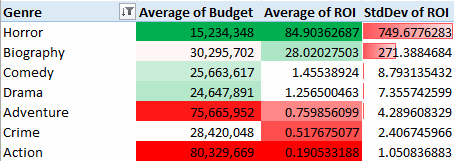 Genre Average of Budget Average of ROI StdDev of ROI
Horror 15,234,348 84.90362687 749.6776283
Biography 30,295,702 28.02027503 271.3884684
Comedy 25,663,617 1.45538924 8.793135432
Drama 24,647,891 1.256500463 7.355742599
Adventure 75,665,952 0.759856099 4.289608329
Crime 28,420,048 0.517675077 2.406745966
Action 80,329,669 0.190533188 1.050836883